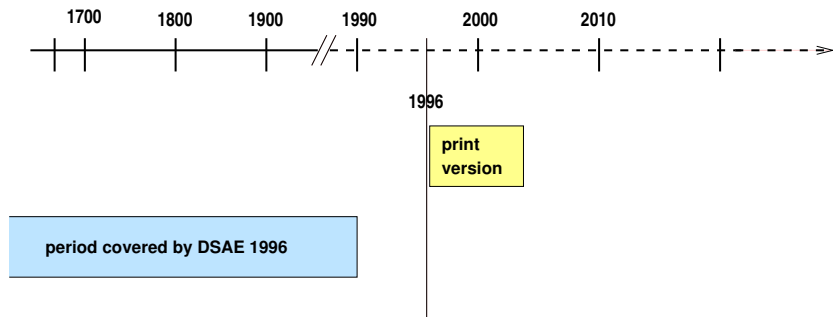 1700 1800 1900 1990 2000 2010
1996
print
version
period covered by DSAE 1996